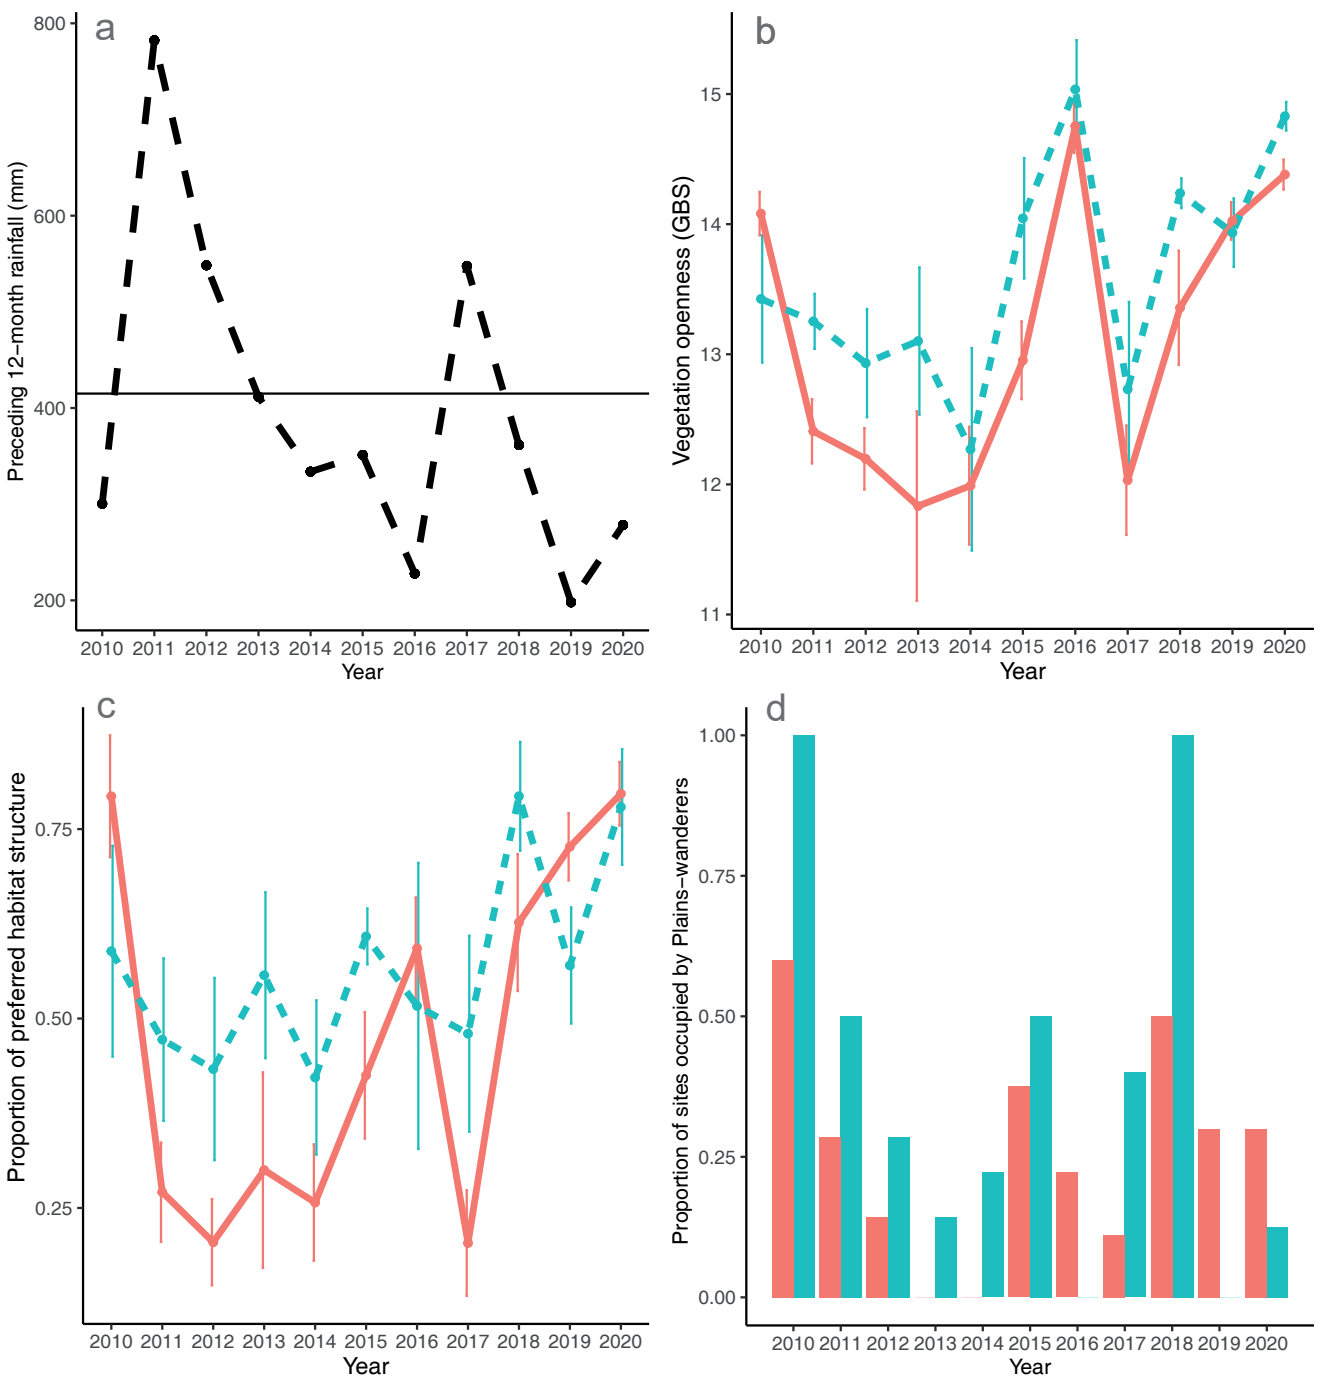 a
Preceding 12−month rainfall (mm)
800
600
400
200
2010 2011 2012 2013 2014 2015 2016 2017 2018 2019 2020
Year
b
Vegetation openness (GBS)
15
14
13
12
11
2010 2011 2012 2013 2014 2015 2016 2017 2018 2019 2020
Year
c
Proportion of preferred habitat structure
0.75
0.50
0.25
2010 2011 2012 2013 2014 2015 2016 2017 2018 2019 2020
Year
d
Proportion of sites occupied by Plains−wanderers
1.00
0.75
0.50
0.25
0.00
2010 2011 2012 2013 2014 2015 2016 2017 2018 2019 2020
Year